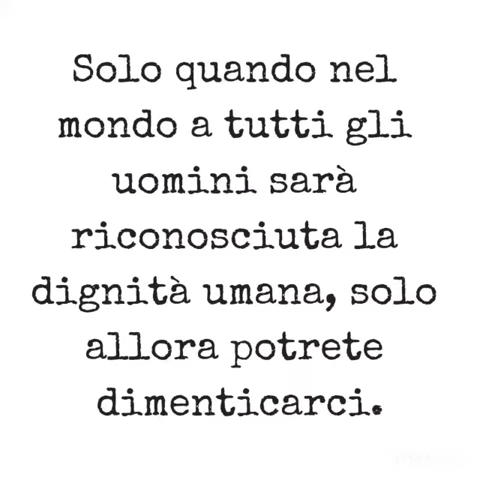 Solo quando nel
mondo a tutti gli
uomini sarà
riconosciuta la
dignità umana, solo
allora potrete
dimenticarci.